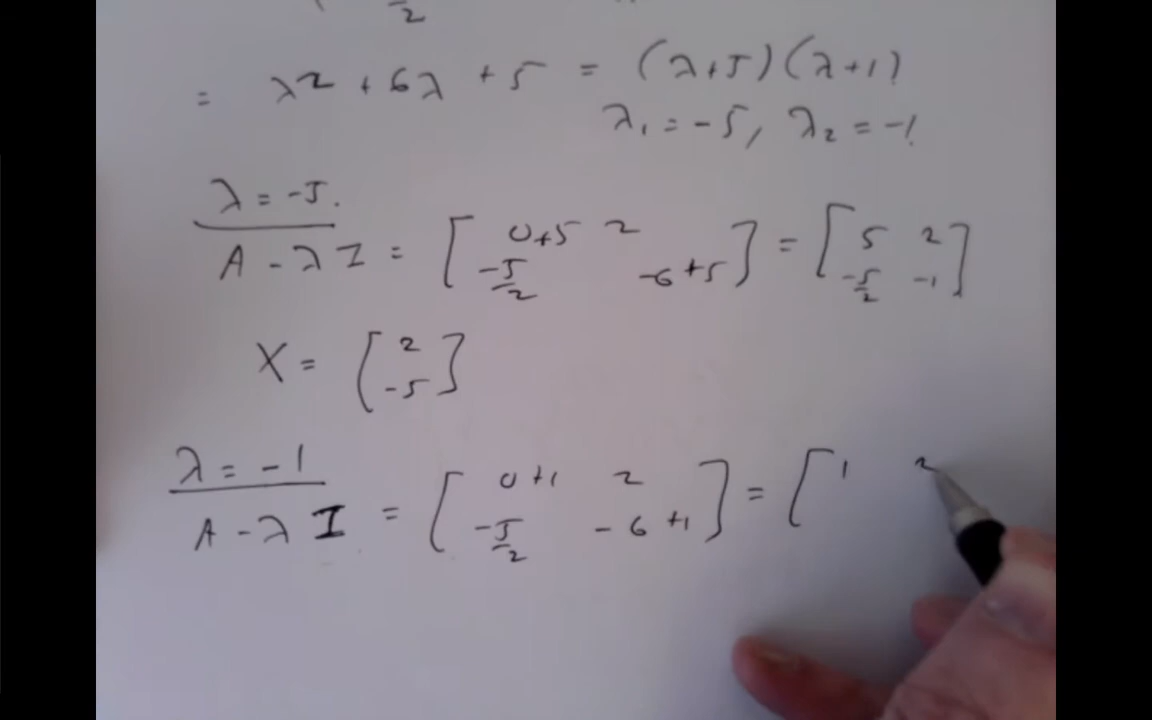 2
= λ2 + 6λ + 5 = (λ+5)(λ+1)
λ1 = -5, λ2 = -1
λ = -5.
A - λI = [ 0+5 2 ; -5/2 -6+5 ] = [ 5 2 ; -5/2 -1 ]
X = [ 2 ; -5 ]
λ = -1
A - λI = [ 0+1 2 ; -5/2 -6+1 ] = [ 1 2